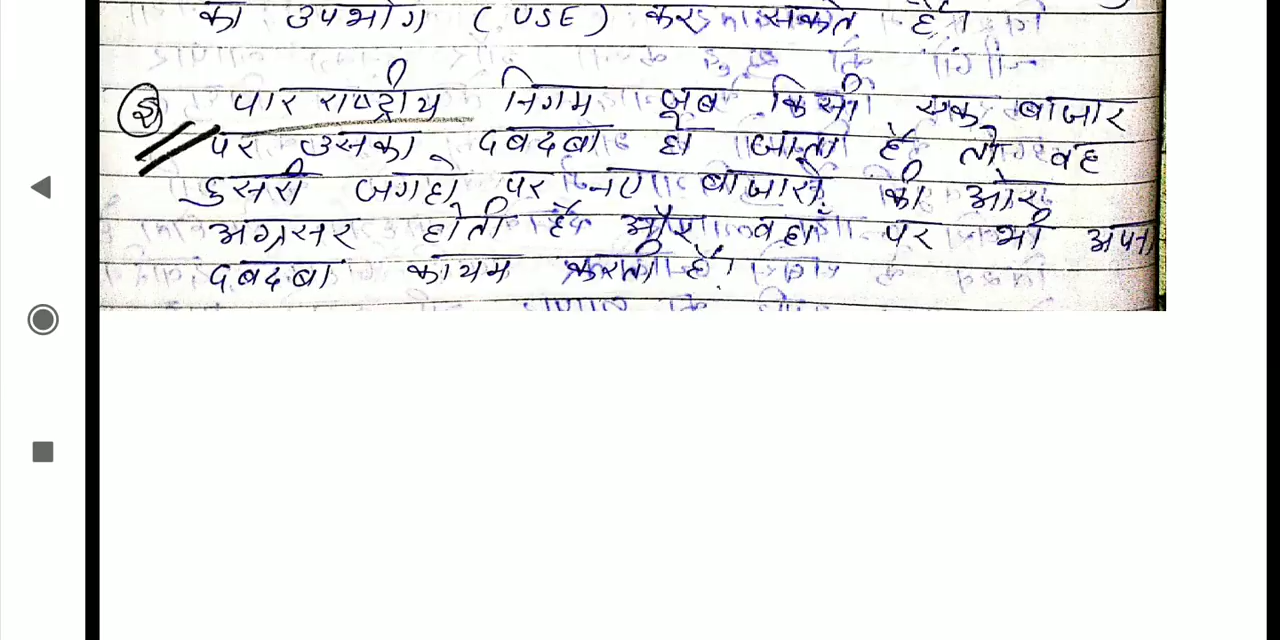 का उपभोग (USE) कर सकते हैं।
इ पार राष्ट्रीय निगम जब किसी एक बाजार
पर उसका दबदबा हो जाता है तो वह
दुसरी जगहो पर नए बाजारो की ओर
अग्रसर होती है और वहाँ पर भी अपना
दबदबा कायम करती है।